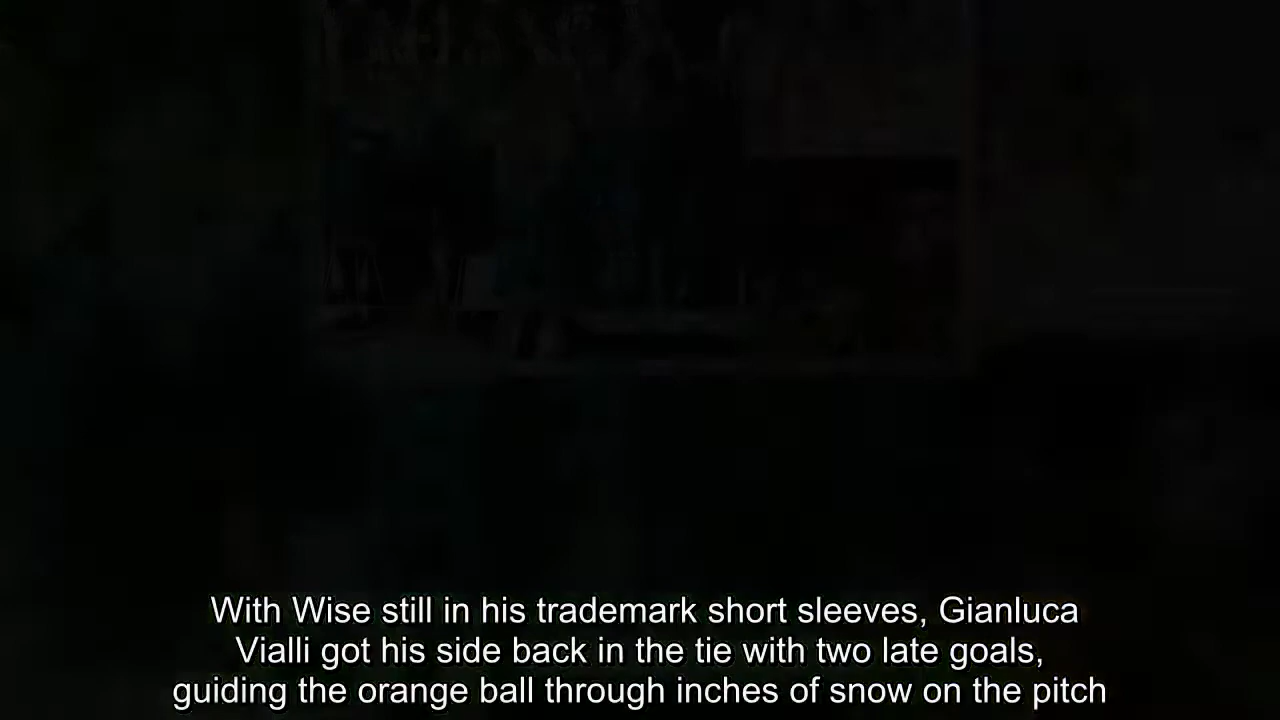 With Wise still in his trademark short sleeves, Gianluca
Vialli got his side back in the tie with two late goals,
guiding the orange ball through inches of snow on the pitch